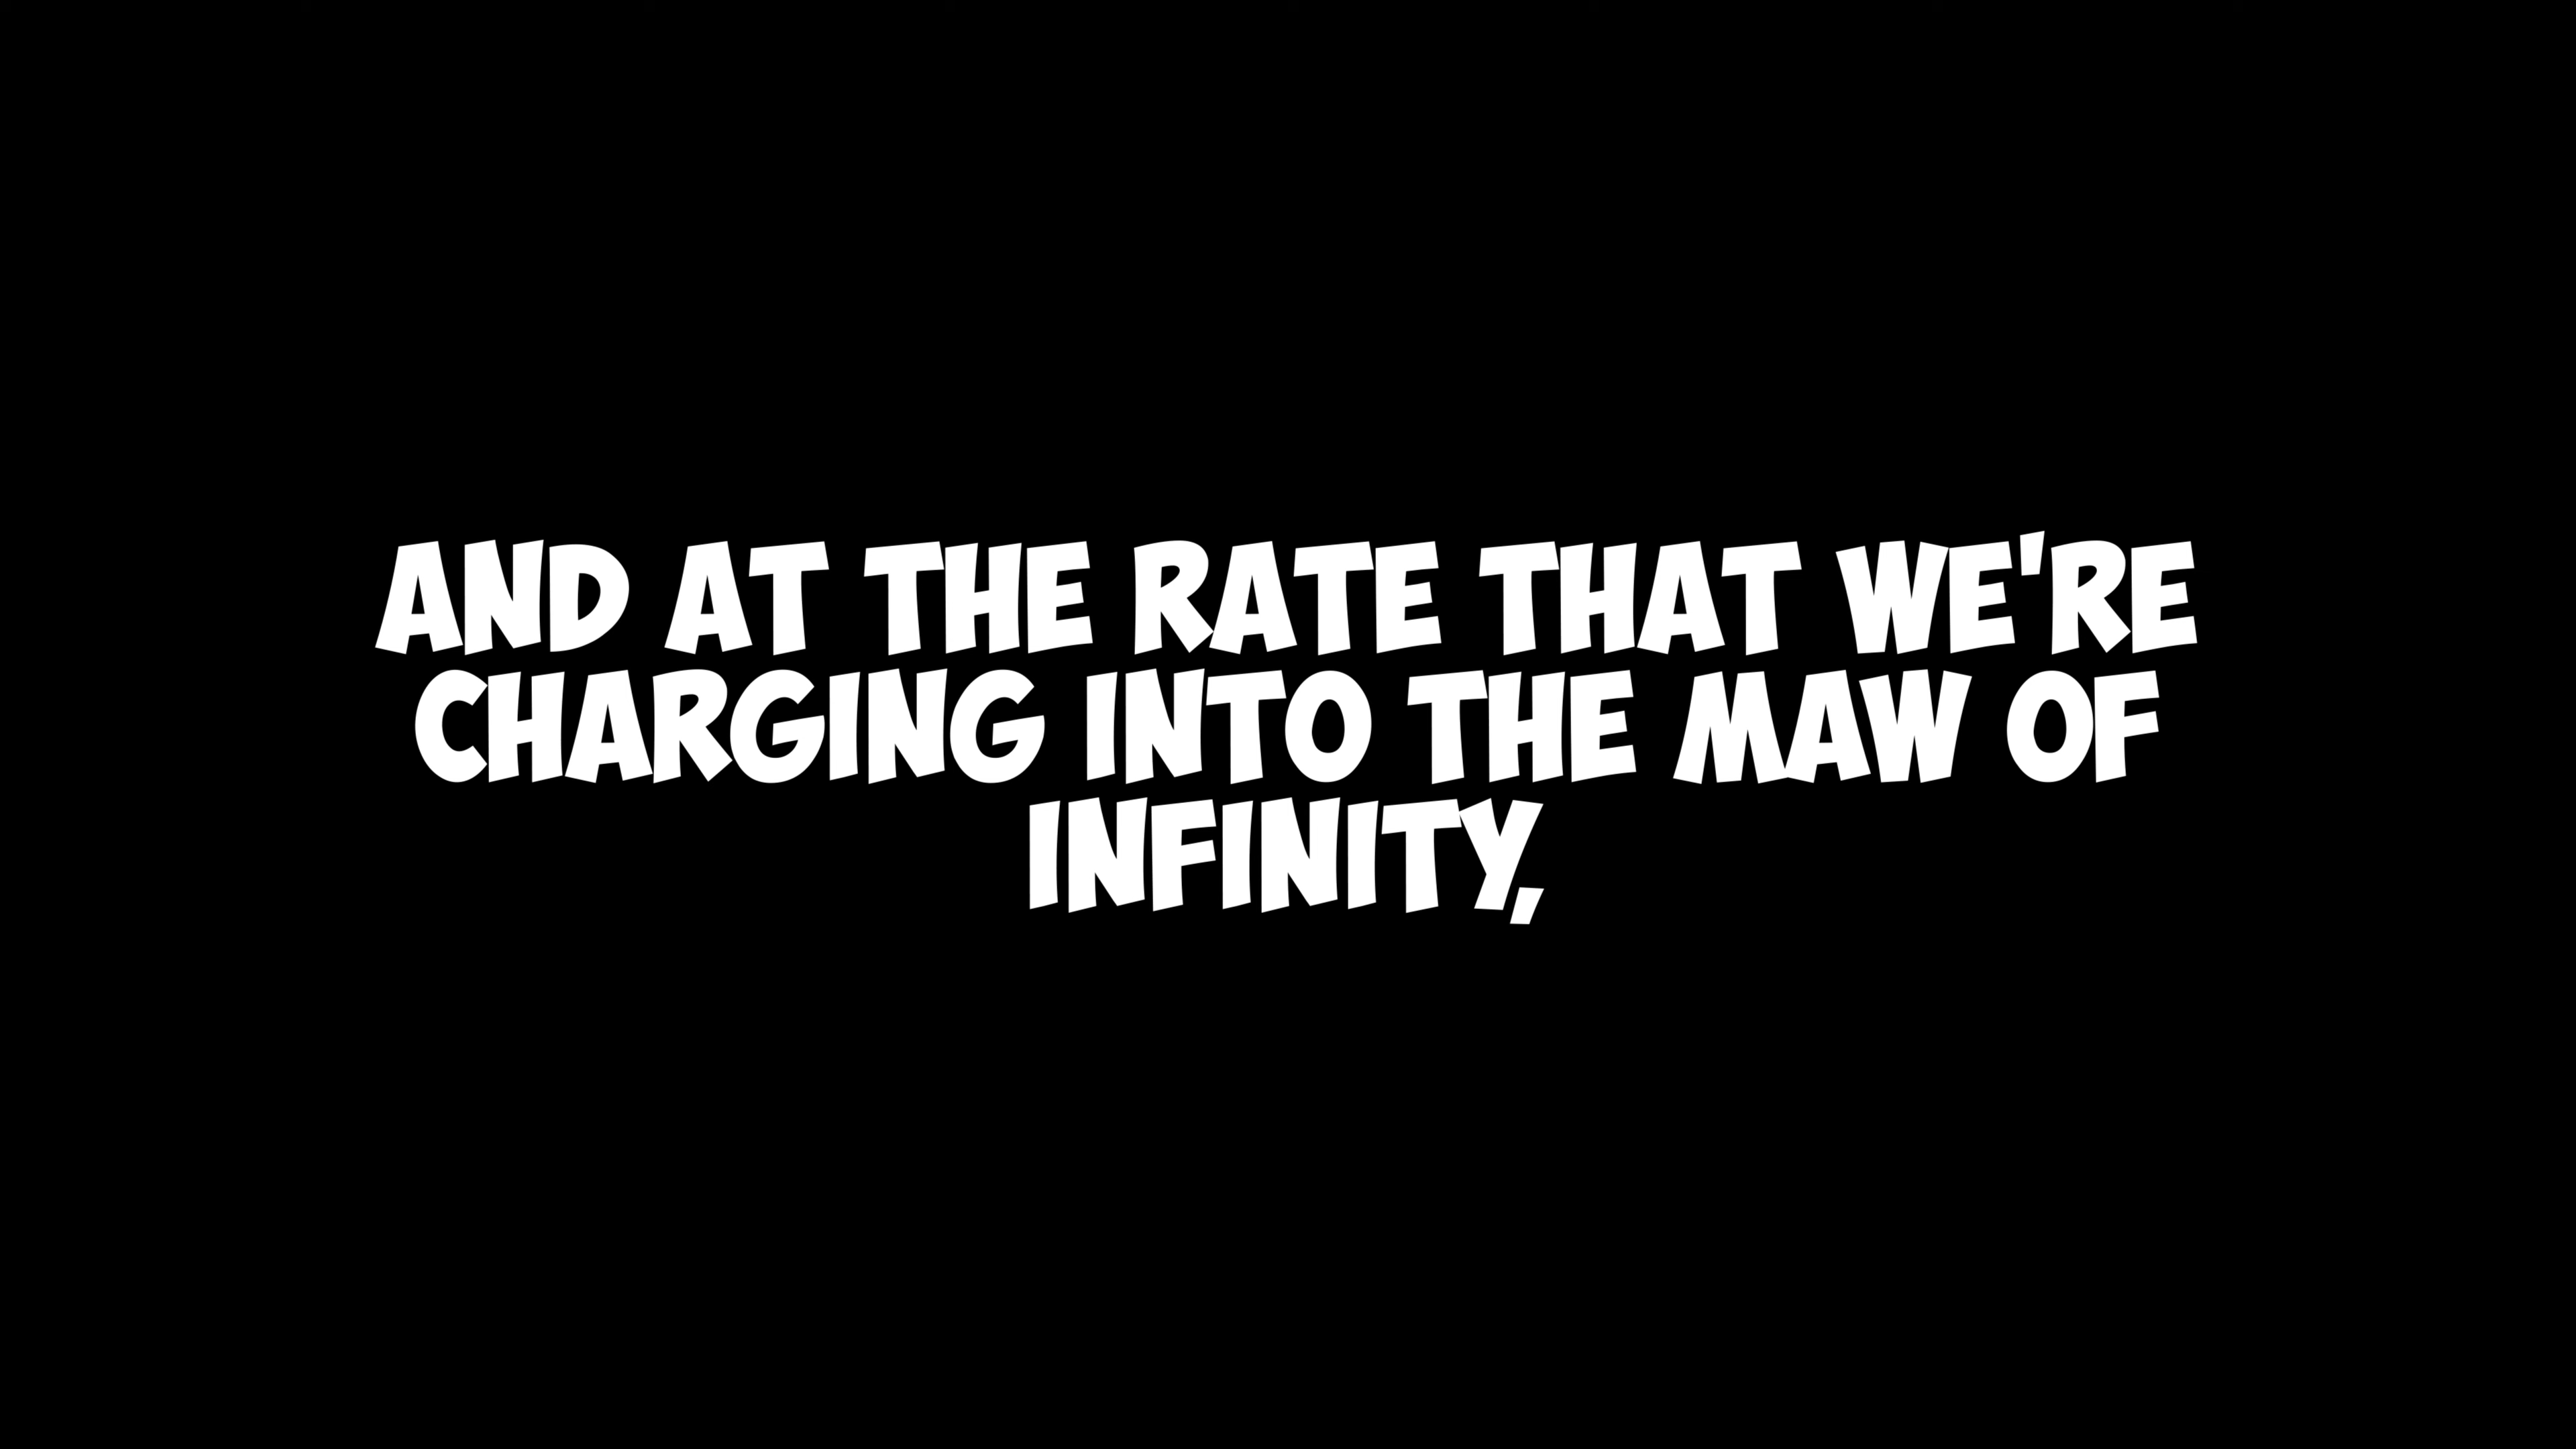 AND AT THE RATE THAT WE'RE
CHARGING INTO THE MAW OF
INFINITY,